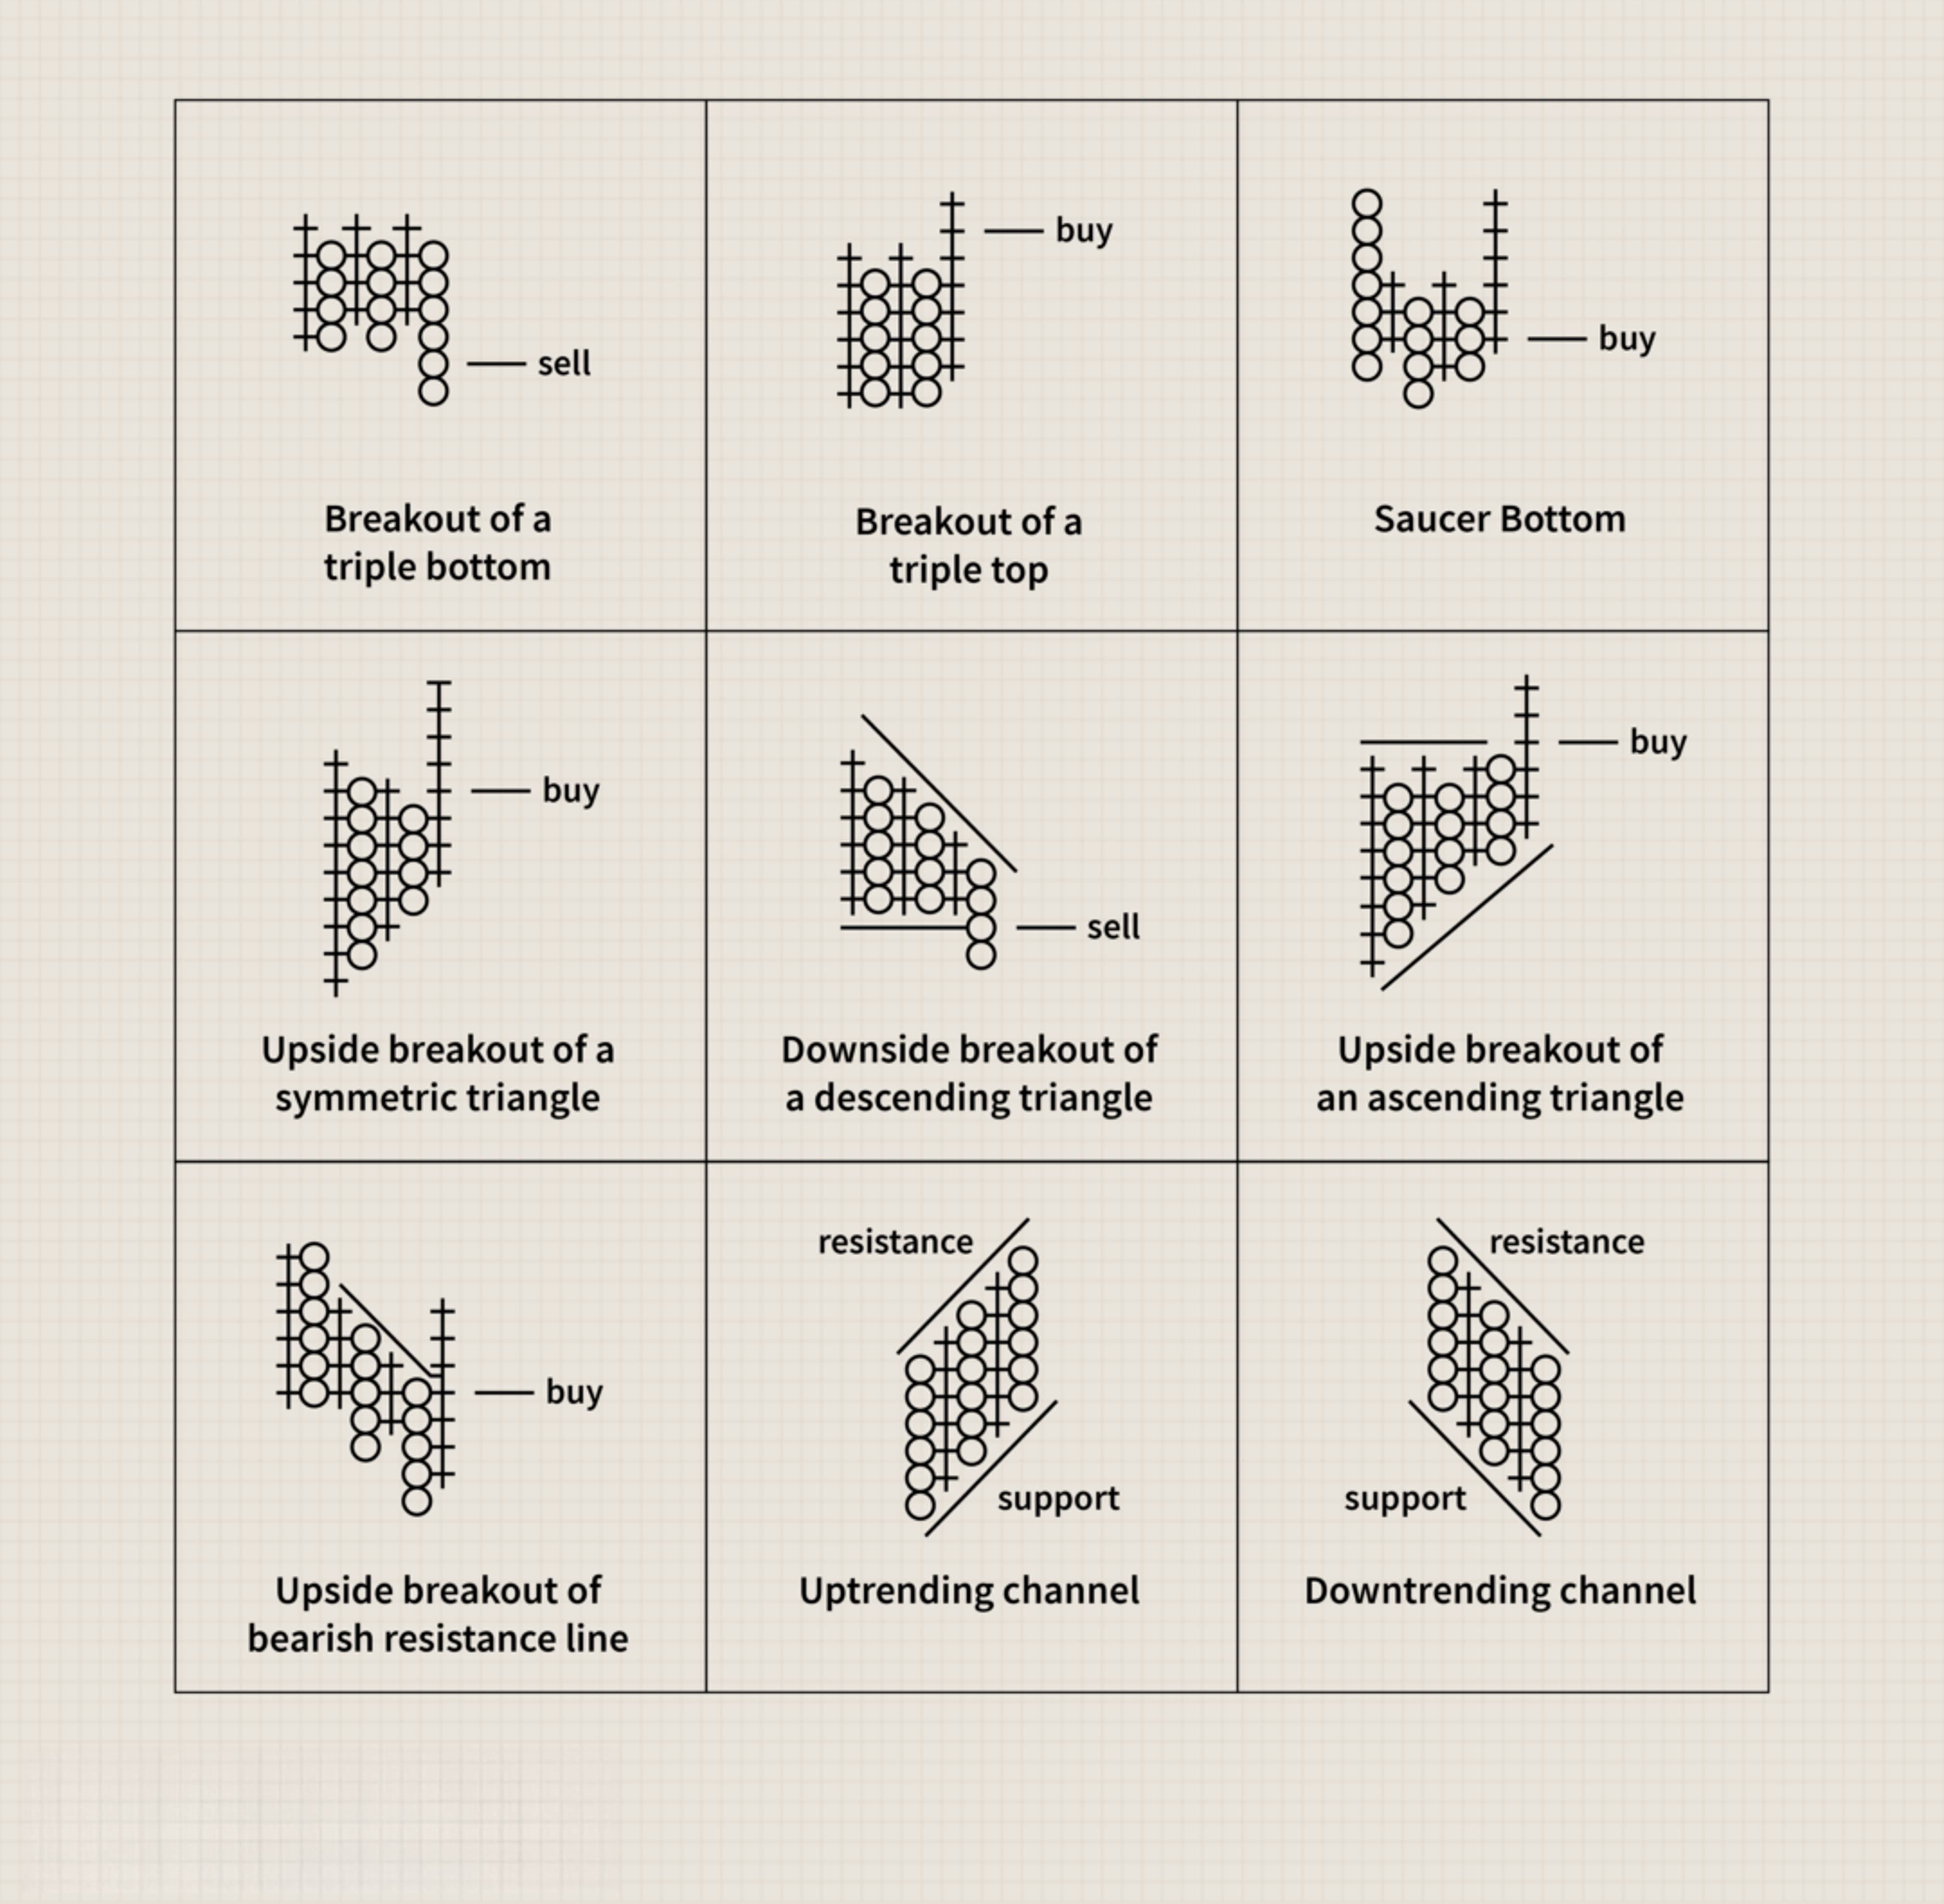 sell
Breakout of a
triple bottom
buy
Breakout of a
triple top
buy
Saucer Bottom
buy
Upside breakout of a
symmetric triangle
sell
Downside breakout of
a descending triangle
buy
Upside breakout of
an ascending triangle
buy
Upside breakout of
bearish resistance line
resistance
support
Uptrending channel
resistance
support
Downtrending channel